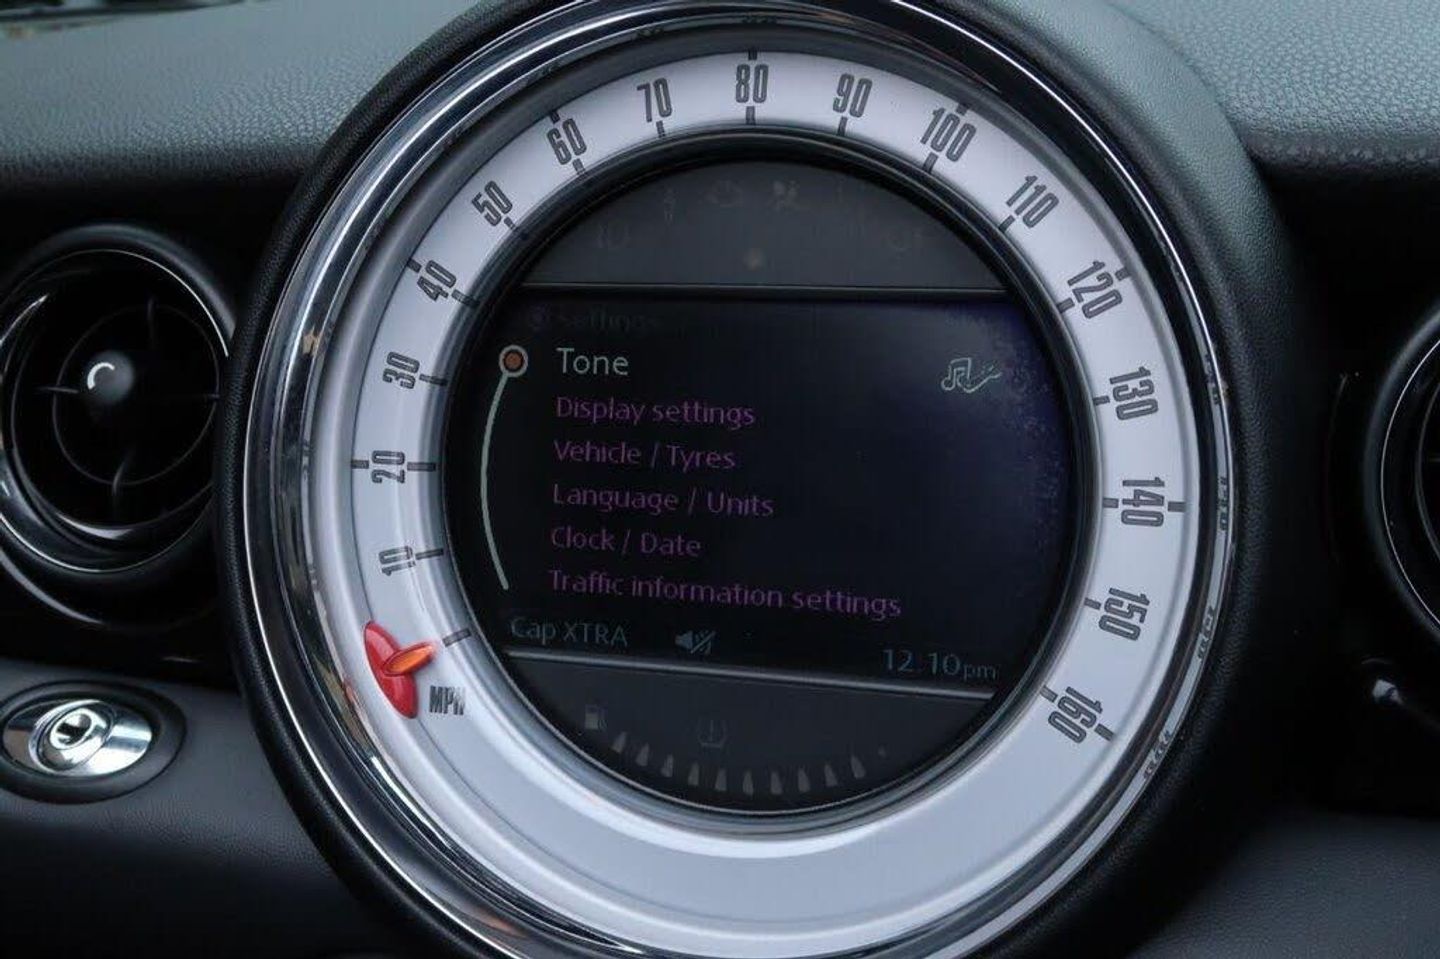 80
70
90
60
100
50
110
40
120
Settings
30
Tone
130
Display settings
20
Vehicle / Tyres
Language / Units
140
10
Clock / Date
Traffic information settings
150
Cap XTRA
12:10pm
MPH
160